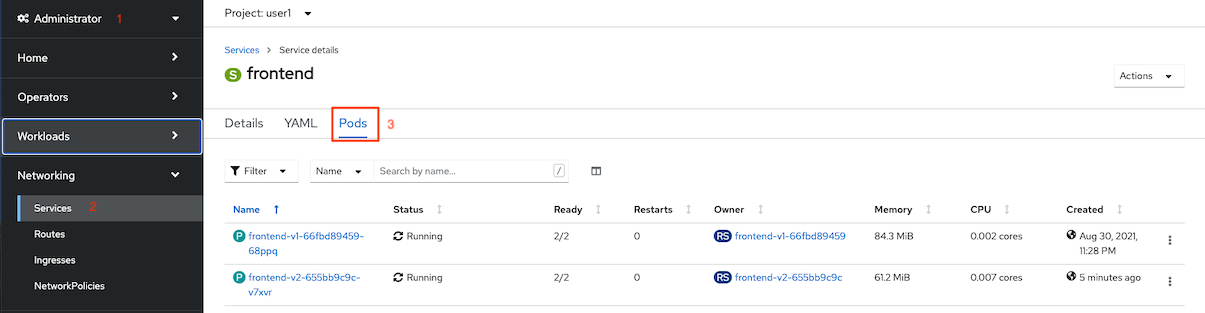 Administrator 1
Home
Operators
Workloads
Networking
Services 2
Routes
Ingresses
NetworkPolicies
Project: user1
Services > Service details
S frontend
Actions
Details YAML Pods 3
Filter Name Search by name... /
Name Status Ready Restarts Owner Memory CPU Created
P frontend-v1-66fbd89459- Running 2/2 0 RS frontend-v1-66fbd89459 84.3 MiB 0.002 cores Aug 30, 2021,
68ppq 11:28 PM
P frontend-v2-655bb9c9c- Running 2/2 0 RS frontend-v2-655bb9c9c 61.2 MiB 0.007 cores 5 minutes ago
v7xvr